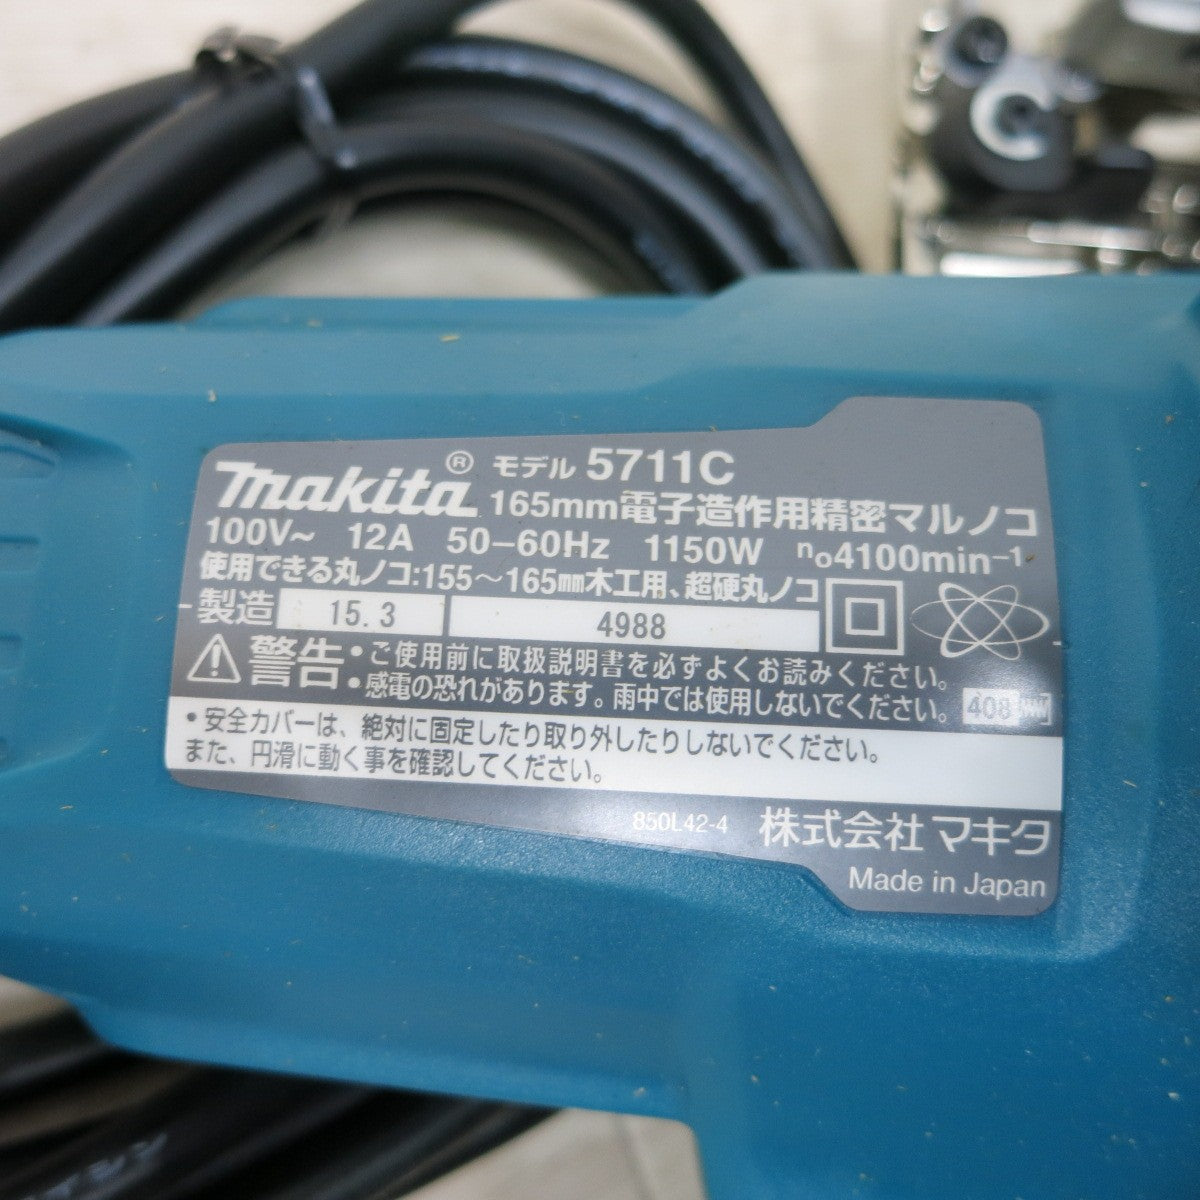 makita® モデル 5711C
165mm電子造作用精密マルノコ
100V~ 12A 50-60Hz 1150W n₀4100min⁻¹
使用できる丸ノコ:155～165mm木工用、超硬丸ノコ
製造 15.3 4988
警告 • ご使用前に取扱説明書を必ずよくお読みください。
• 感電の恐れがあります。雨中では使用しないでください。 408
• 安全カバーは、絶対に固定したり取り外したりしないでください。
また、円滑に動く事を確認してください。
850L42-4 株式会社 マキタ
Made in Japan